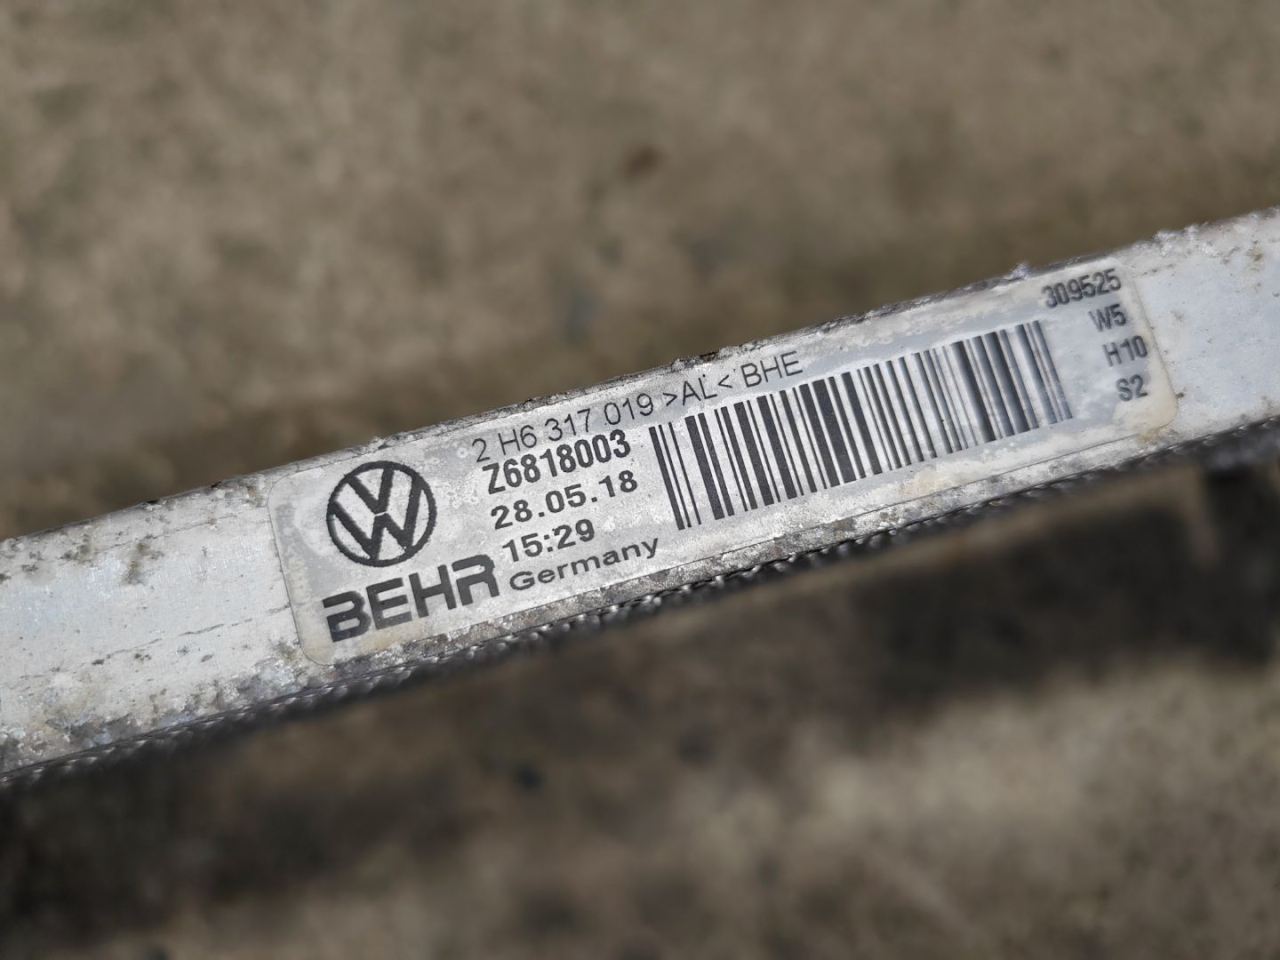 2 H6 317 019 >AL< BHE
Z6818003
28.05.18
15:29
Germany
BEHR
309525
W5
H10
S2